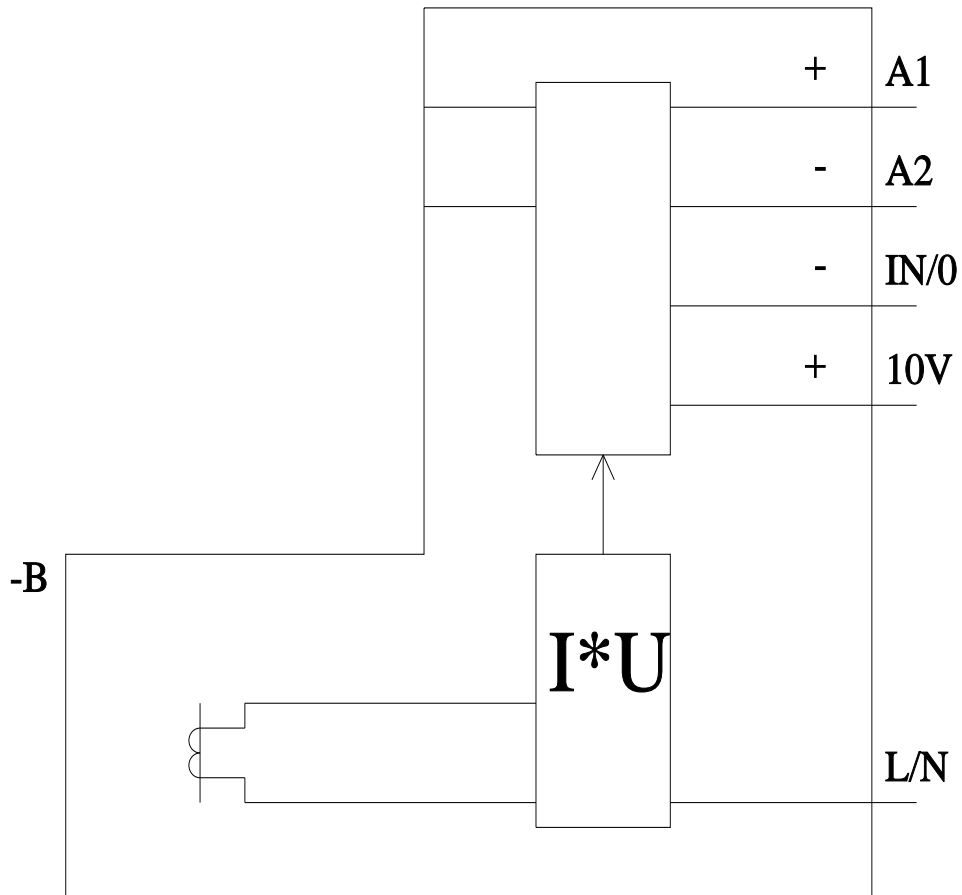 + A1
- A2
- IN/0
+ 10V
-B
I*U
L/N